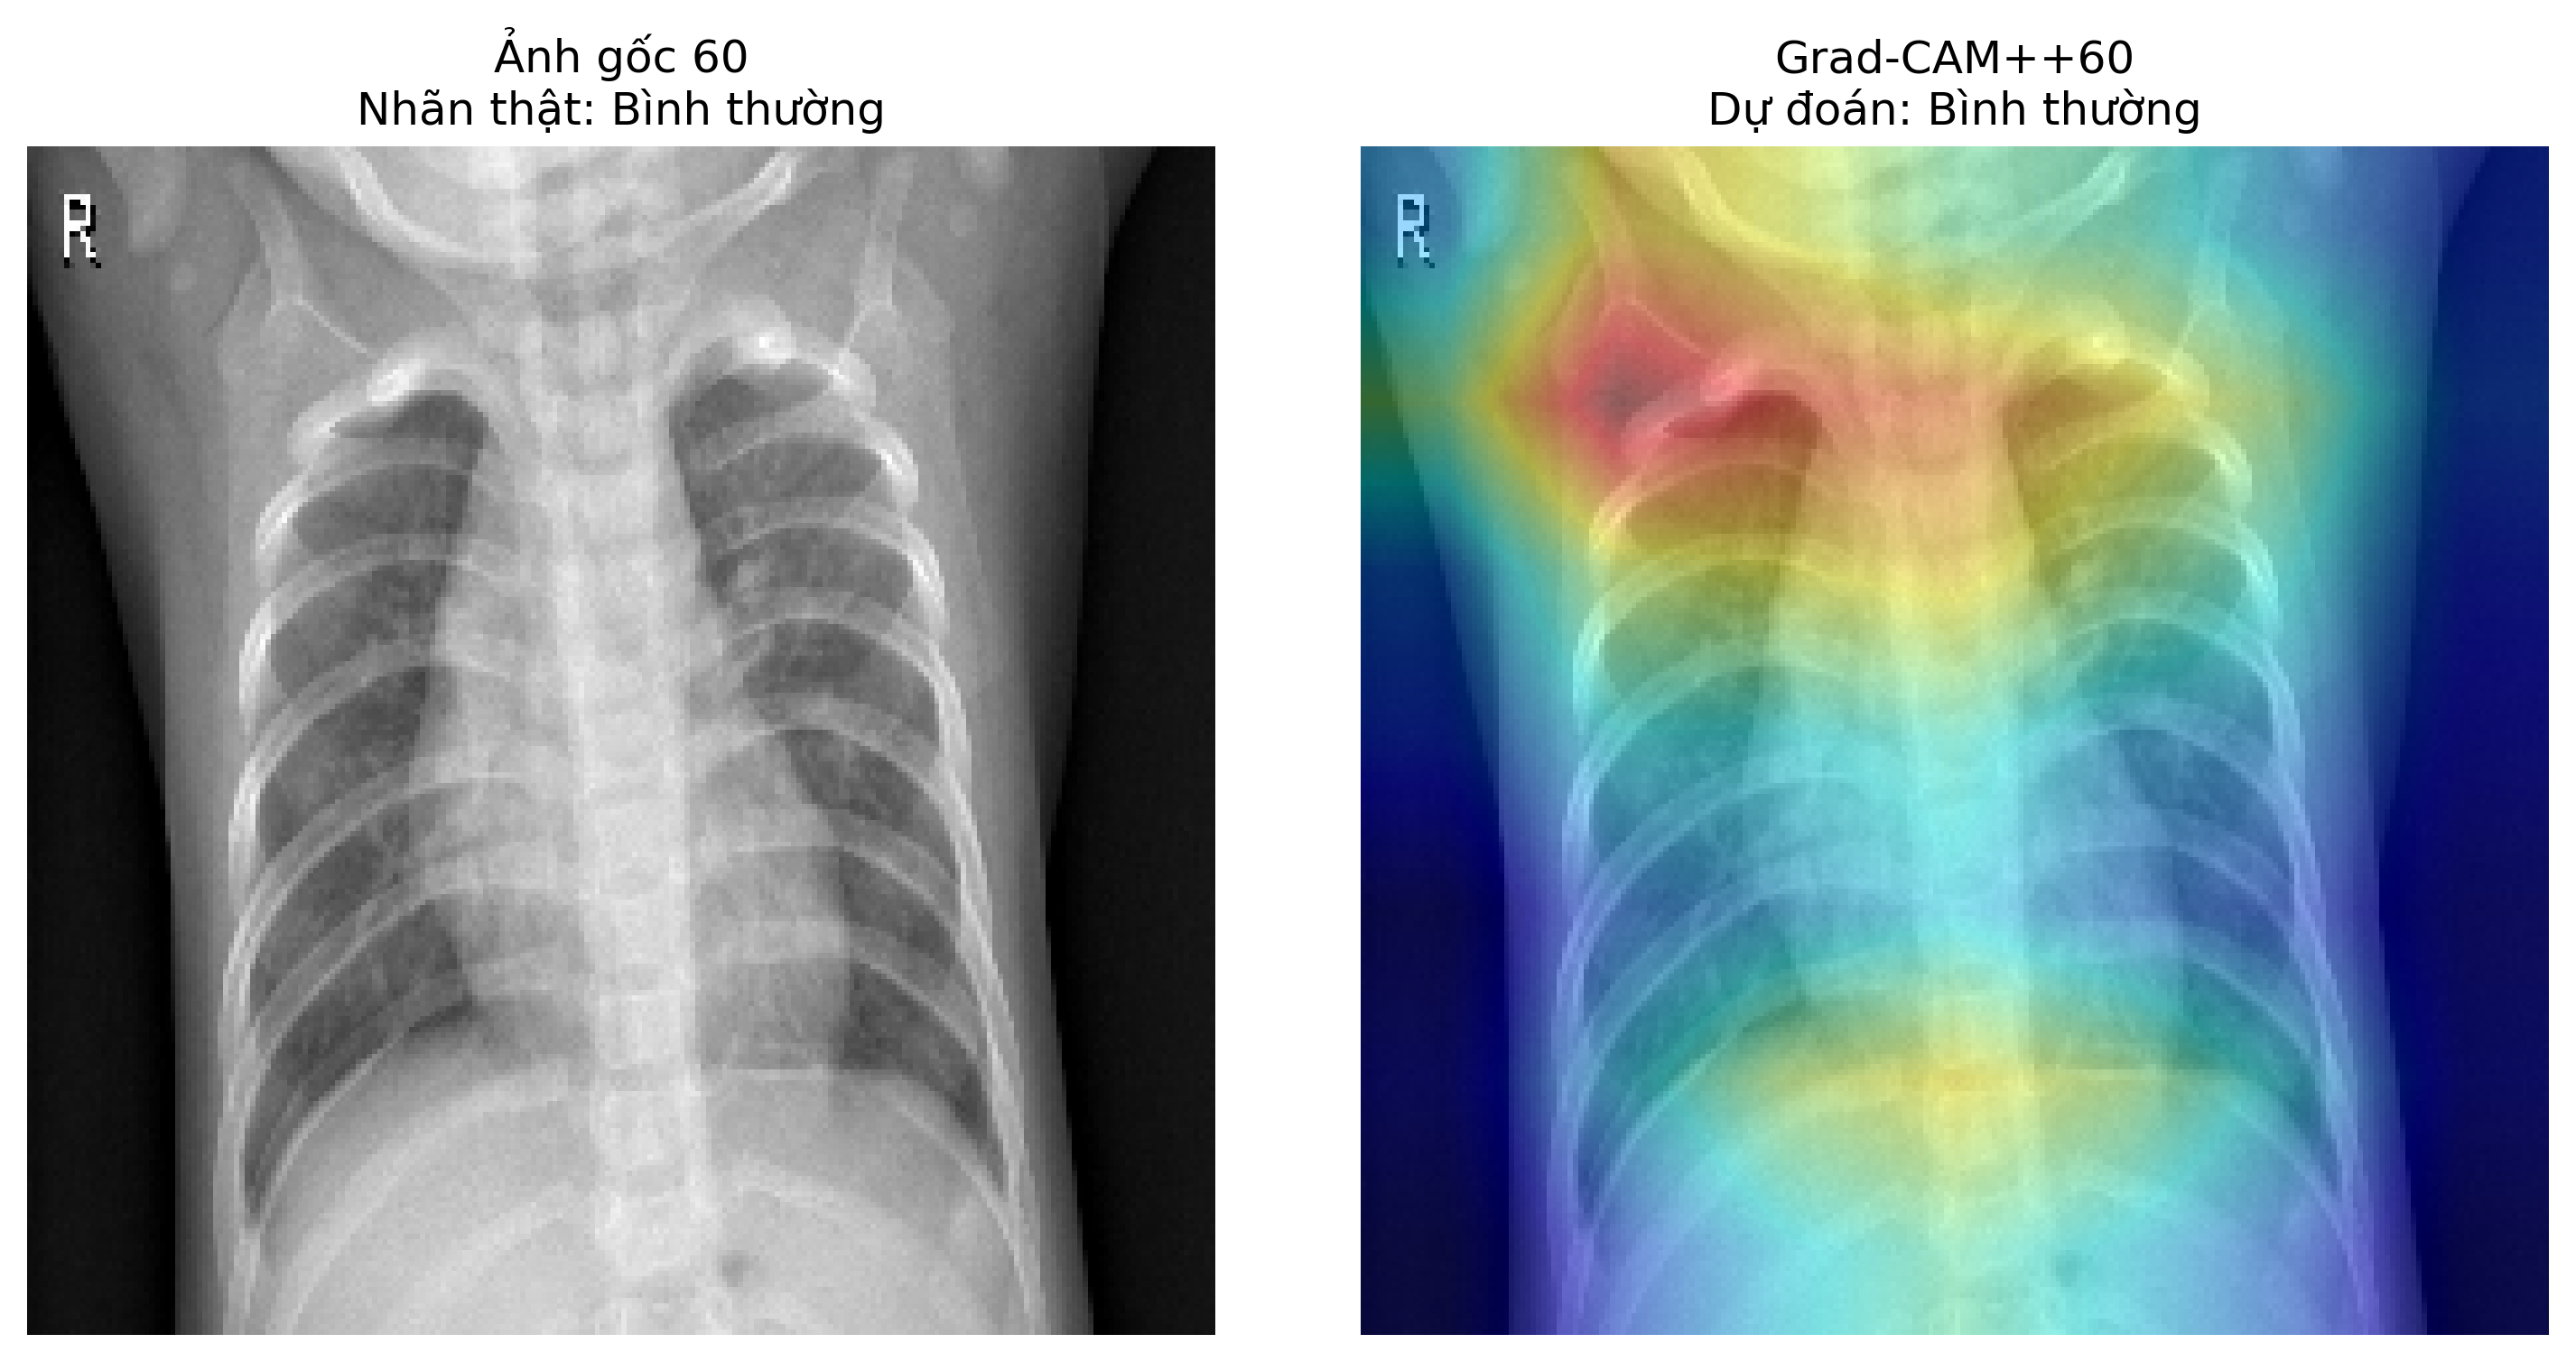 Ảnh gốc 60
Nhãn thật: Bình thường
Grad-CAM++60
Dự đoán: Bình thường
R
R